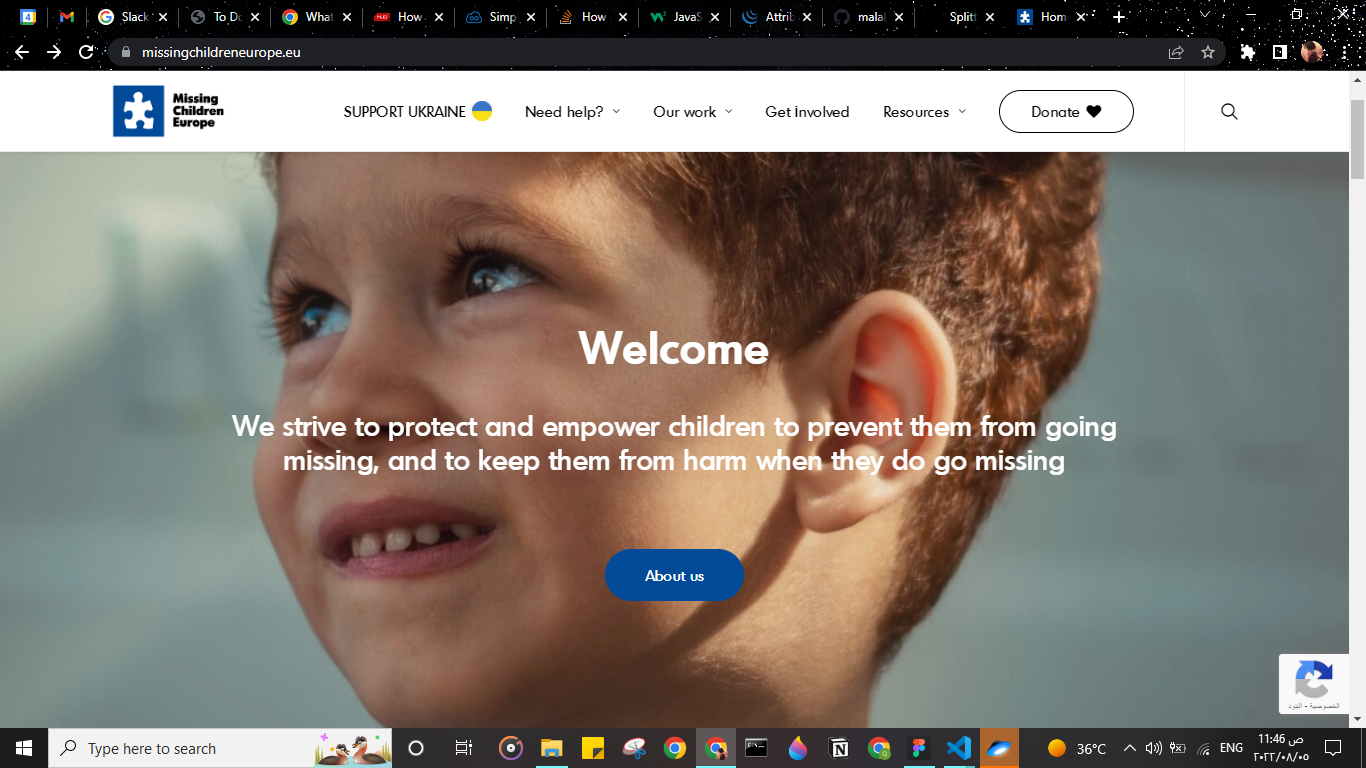 Slack
To Do
What
How
Simp
How
JavaS
Attrib
malal
Splitt
Hom
missingchildreneurope.eu
Missing
Children
Europe
SUPPORT UKRAINE
Need help?
Our work
Get Involved
Resources
Donate
Welcome
We strive to protect and empower children to prevent them from going
missing, and to keep them from harm when they do go missing
About us
الخصوصية - البنود
Type here to search
36°C
ENG
11:46 ص
٢٠٢٢/٠٨/٠٥